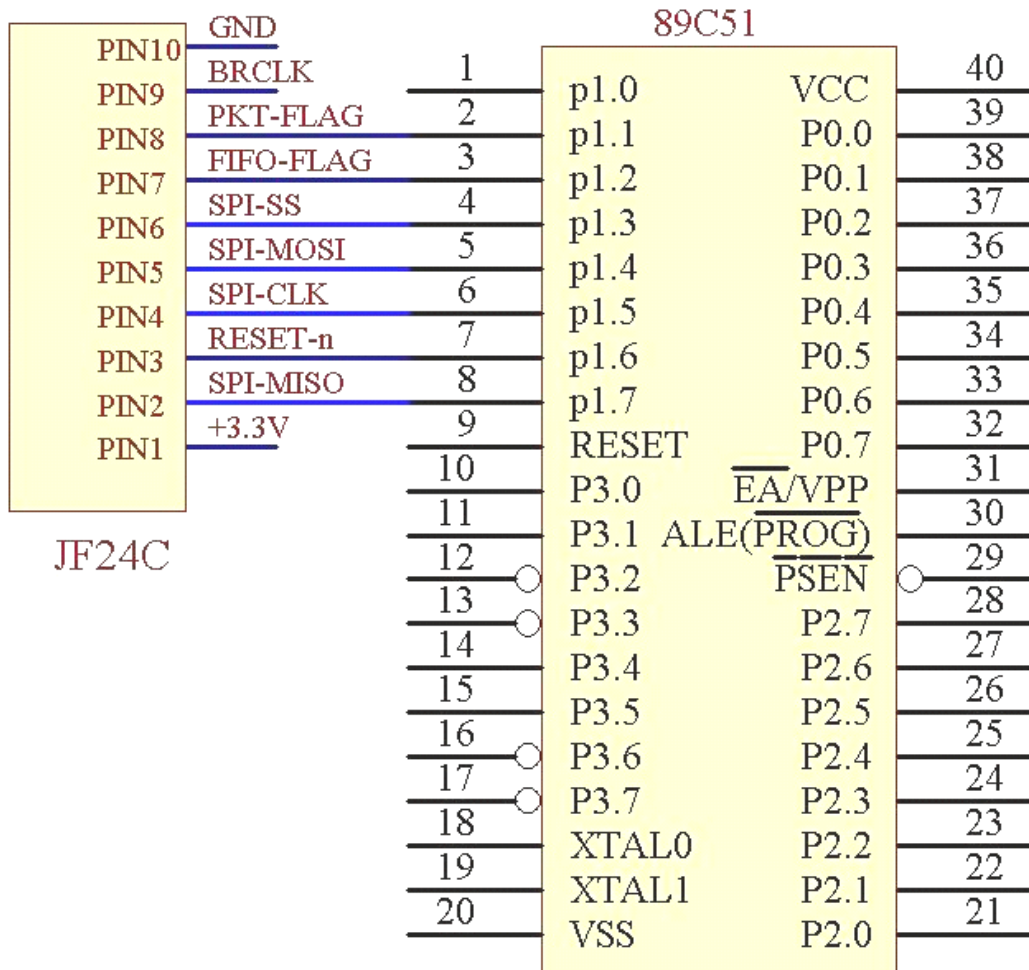 GND
PIN10
BRCLK
PIN9
PKT-FLAG
PIN8
FIFO-FLAG
PIN7
SPI-SS
PIN6
SPI-MOSI
PIN5
SPI-CLK
PIN4
RESET-n
PIN3
SPI-MISO
PIN2
+3.3V
PIN1
JF24C
89C51
1 p1.0 VCC 40
2 p1.1 P0.0 39
3 p1.2 P0.1 38
4 p1.3 P0.2 37
5 p1.4 P0.3 36
6 p1.5 P0.4 35
7 p1.6 P0.5 34
8 p1.7 P0.6 33
9 RESET P0.7 32
10 P3.0 EA/VPP 31
11 P3.1 ALE(PROG) 30
12 P3.2 PSEN 29
13 P3.3 P2.7 28
14 P3.4 P2.6 27
15 P3.5 P2.5 26
16 P3.6 P2.4 25
17 P3.7 P2.3 24
18 XTAL0 P2.2 23
19 XTAL1 P2.1 22
20 VSS P2.0 21